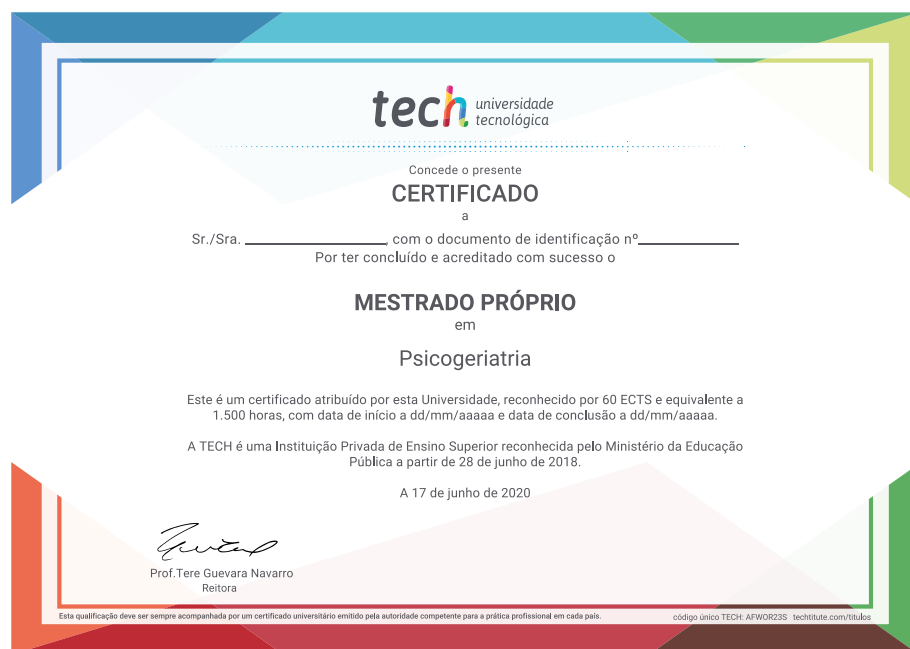 tech universidade
tecnológica
Concede o presente
CERTIFICADO
a
Sr./Sra. ________________, com o documento de identificação nº____________
Por ter concluído e acreditado com sucesso o
MESTRADO PRÓPRIO
em
Psicogeriatria
Este é um certificado atribuído por esta Universidade, reconhecido por 60 ECTS e equivalente a
1.500 horas, com data de início a dd/mm/aaaaa e data de conclusão a dd/mm/aaaaa.
A TECH é uma Instituição Privada de Ensino Superior reconhecida pelo Ministério da Educação
Pública a partir de 28 de junho de 2018.
A 17 de junho de 2020
Prof.Tere Guevara Navarro
Reitora
Esta qualificação deve ser sempre acompanhada por um certificado universitário emitido pela autoridade competente para a prática profissional em cada país.
código único TECH: AFWOR23S techtitute.com/titulos